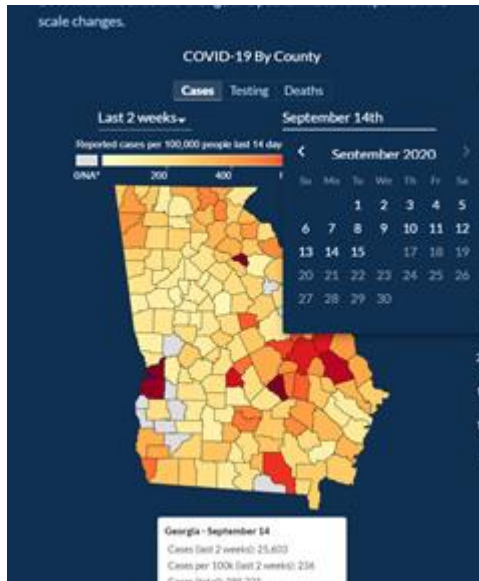 scale changes.
COVID-19 By County
Cases Testing Deaths
Last 2 weeks
September 14th
Reported cases per 100,000 people last 14 day
0/NA*
200
400
September 2020
Su Mo Tu We Th Fr Sa
1 2 3 4 5
6 7 8 9 10 11 12
13 14 15 17 18 19
20 21 22 23 24 25 26
27 28 29 30
Georgia - September 14
Cases (last 2 weeks): 25,603
Cases per 100k (last 2 weeks): 236